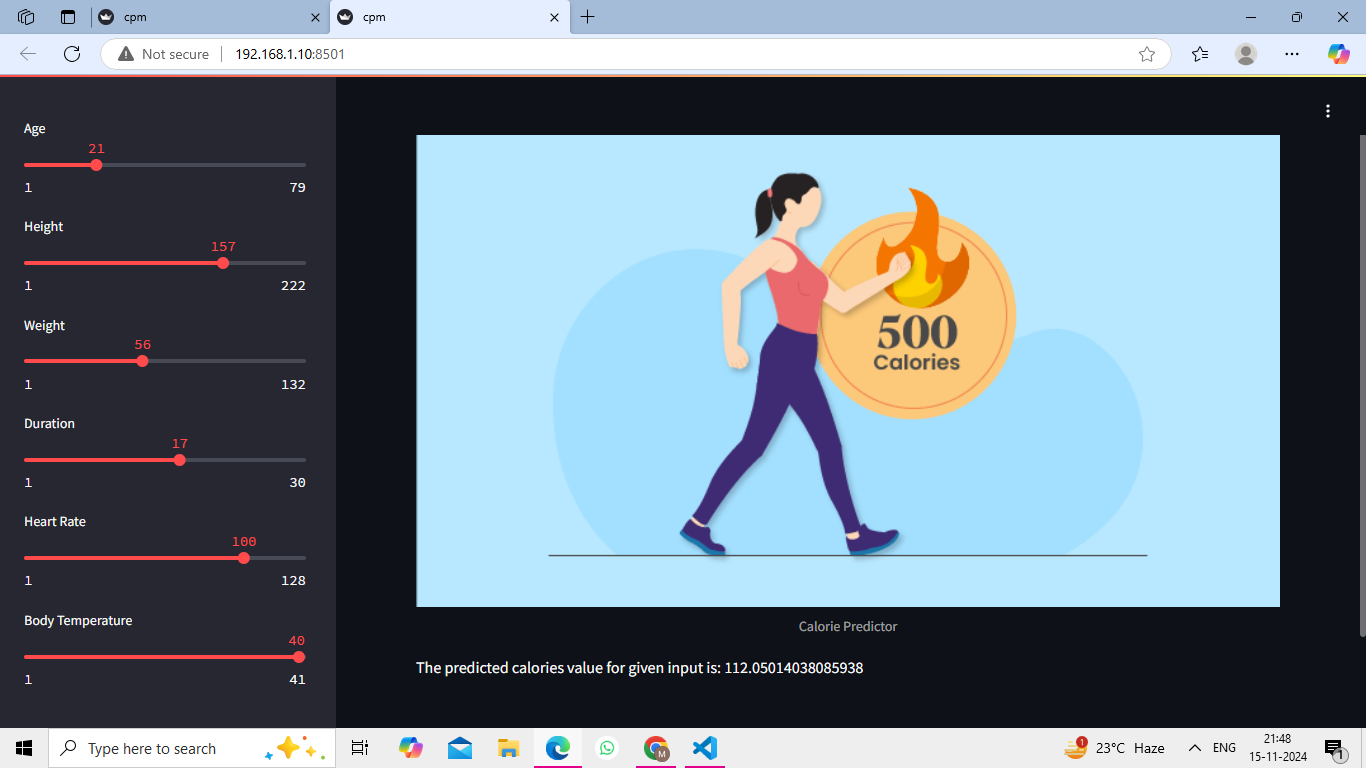 cpm
cpm
Not secure
192.168.1.10:8501
Age
21
1 79
Height
157
1 222
Weight
56
1 132
Duration
17
1 30
Heart Rate
100
1 128
Body Temperature
40
1 41
500
Calories
Calorie Predictor
The predicted calories value for given input is: 112.05014038085938
Type here to search
M
1
23°C Haze
ENG
21:48
15-11-2024
1